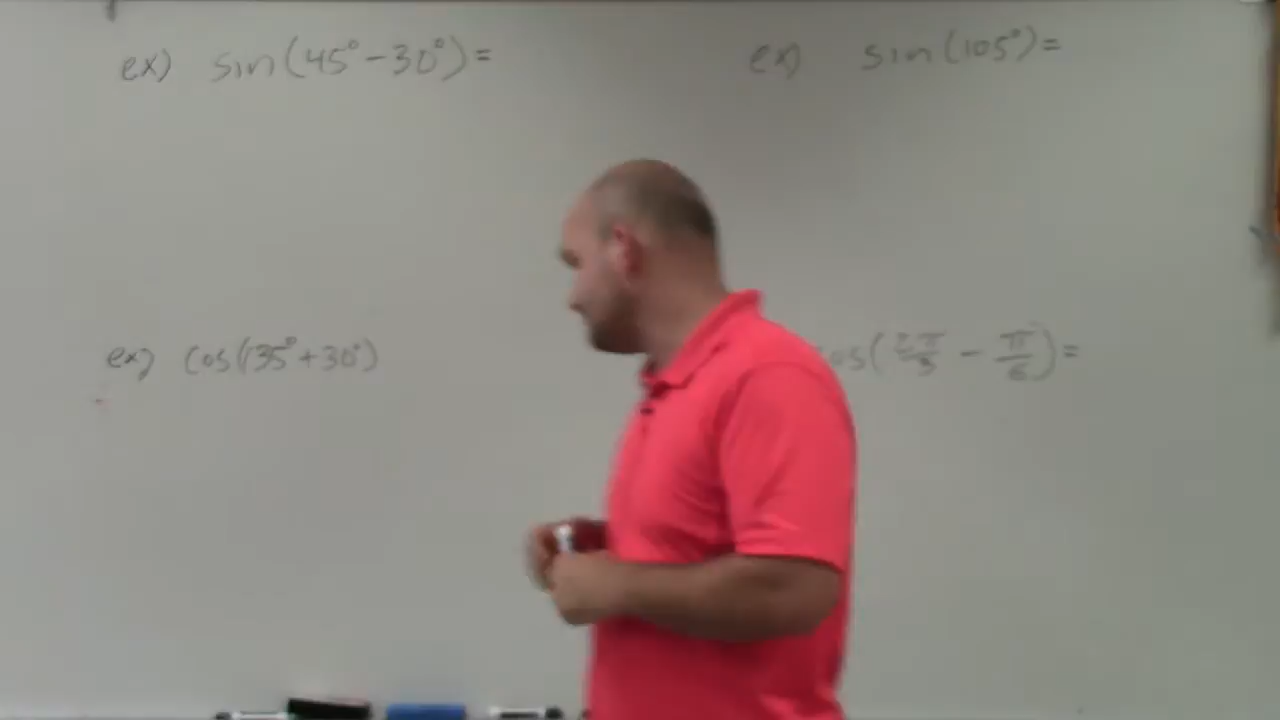 ex) sin(45°-30°)=
ex) sin(105°)=
ex) cos(135°+30°)
os(2π/3 - π/6)=